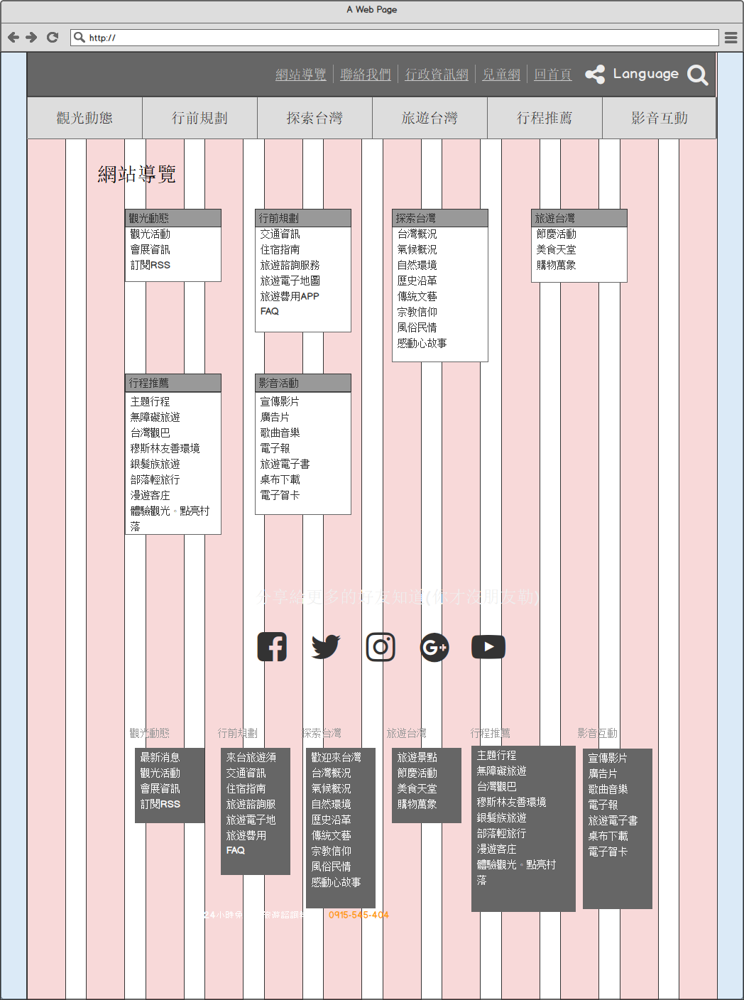 A Web Page
http://
網站導覽 聯絡我們 行政資訊網 兒童網 回首頁 Language
觀光動態 行前規劃 探索台灣 旅遊台灣 行程推薦 影音互動
網站導覽
觀光動態
觀光活動
會展資訊
訂閱RSS
行前規劃
交通資訊
住宿指南
旅遊諮詢服務
旅遊電子地圖
旅遊費用APP
FAQ
探索台灣
台灣概況
氣候概況
自然環境
歷史沿革
傳統文藝
宗教信仰
風俗民情
感動心故事
旅遊台灣
節慶活動
美食天堂
購物萬象
行程推薦
主題行程
無障礙旅遊
台灣觀巴
穆斯林友善環境
銀髮族旅遊
部落輕旅行
漫遊客庄
體驗觀光。點亮村
落
影音活動
宣傳影片
廣告片
歌曲音樂
電子報
旅遊電子書
桌布下載
電子賀卡
分享給更多的好友知道(你才沒朋友勒)
觀光動態
最新消息
觀光活動
會展資訊
訂閱RSS
行前規劃
來台旅遊須
交通資訊
住宿指南
旅遊諮詢服
旅遊電子地
旅遊費用
FAQ
探索台灣
歡迎來台灣
台灣概況
氣候概況
自然環境
歷史沿革
傳統文藝
宗教信仰
風俗民情
感動心故事
旅遊台灣
旅遊景點
節慶活動
美食天堂
購物萬象
行程推薦
主題行程
無障礙旅遊
台灣觀巴
穆斯林友善環境
銀髮族旅遊
部落輕旅行
漫遊客庄
體驗觀光。點亮村
落
影音互動
宣傳影片
廣告片
歌曲音樂
電子報
旅遊電子書
桌布下載
電子賀卡
24小時免 旅遊諮詢 0915-545-404